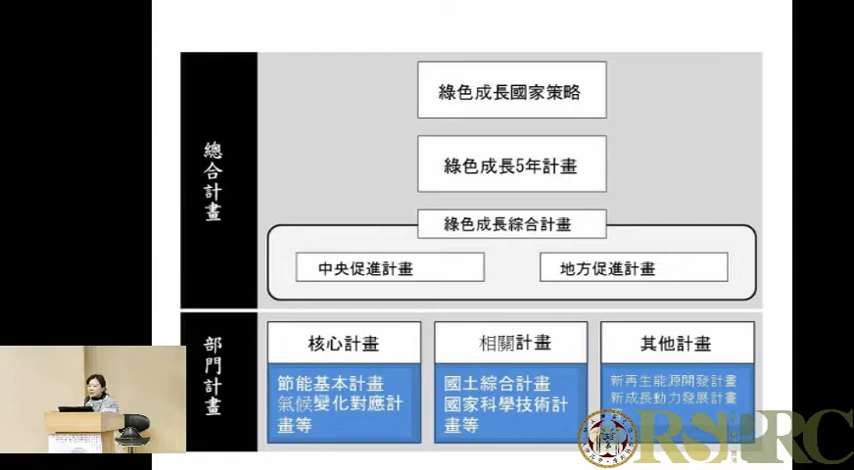 總合計畫
綠色成長國家策略
綠色成長5年計畫
綠色成長綜合計畫
中央促進計畫
地方促進計畫
部門計畫
核心計畫
節能基本計畫
氣候變化對應計
畫等
相關計畫
國土綜合計畫
國家科學技術計
畫等
其他計畫
新再生能源開發計畫
新成長動力發展計畫
RSPRC